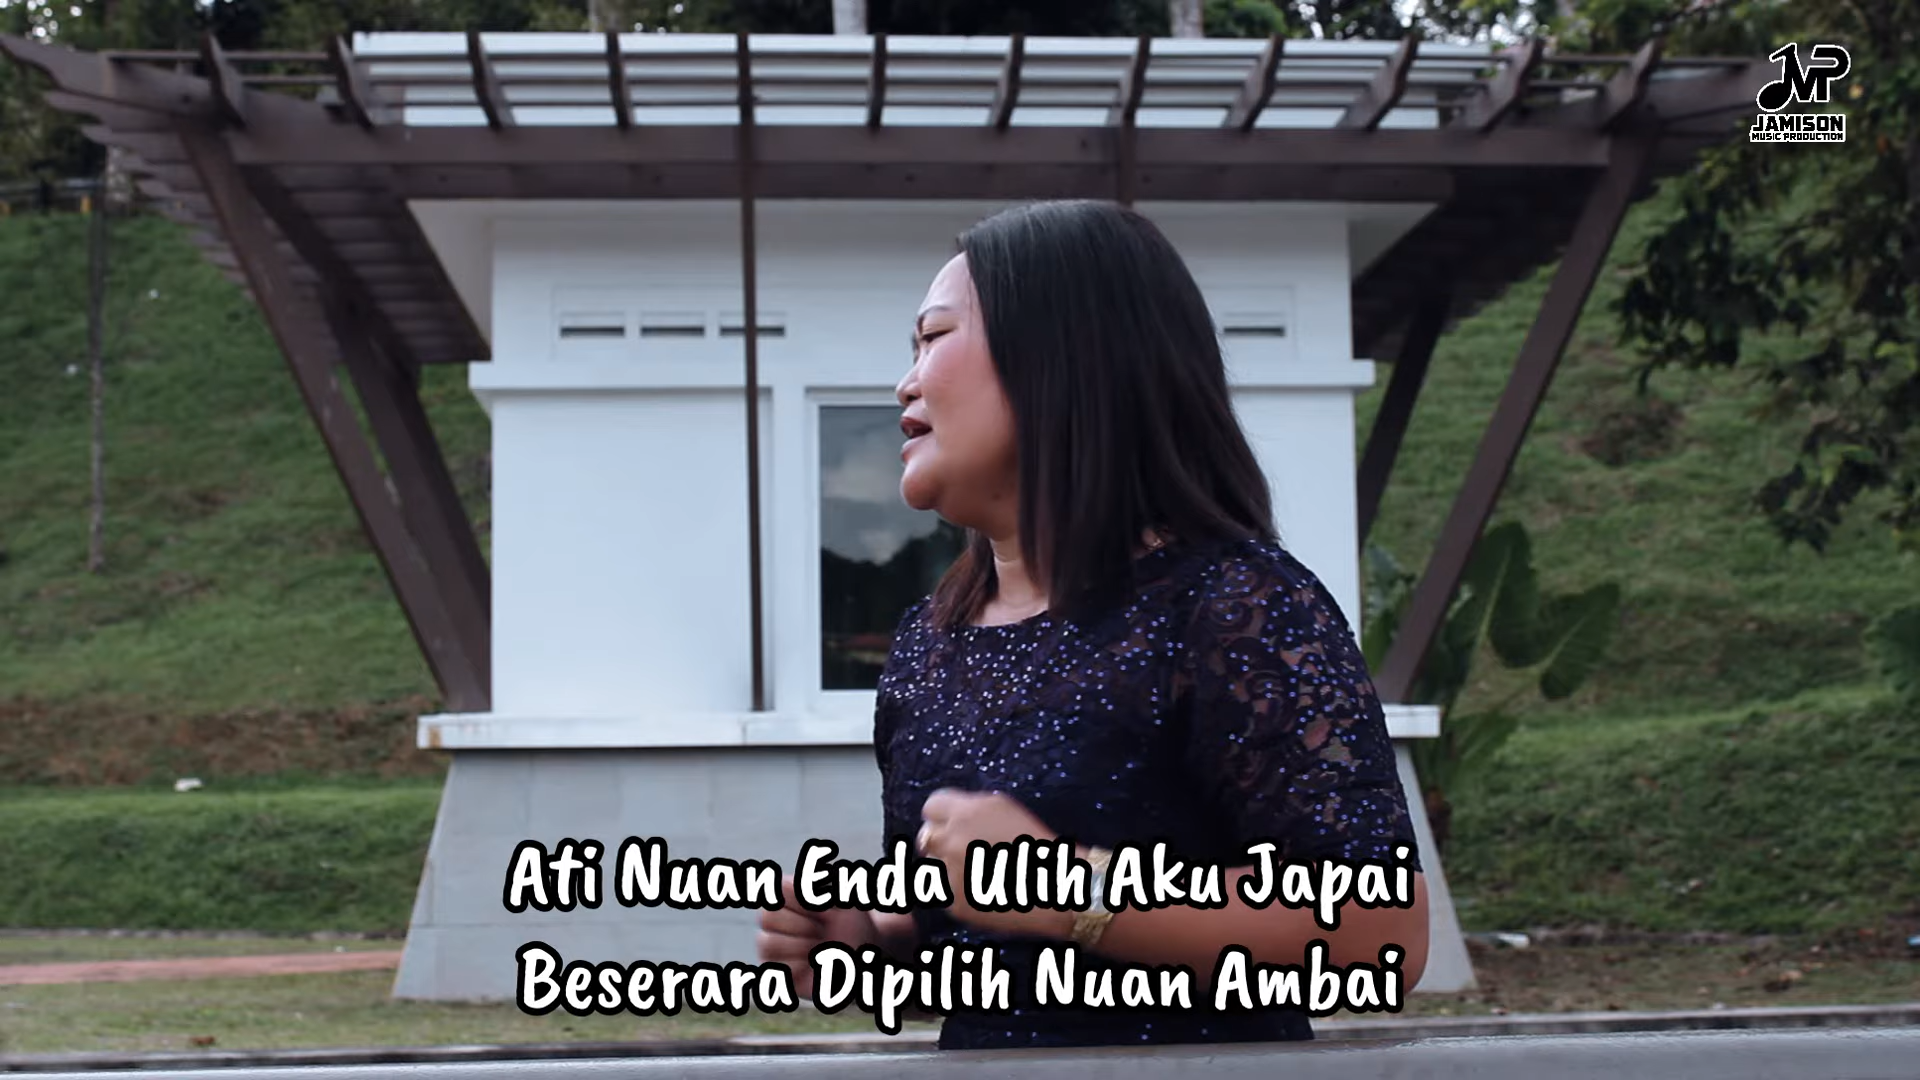 JMP
JAMISON
MUSIC PRODUCTION
Ati Nuan Enda Ulih Aku Japai
Beserara Dipilih Nuan Ambai